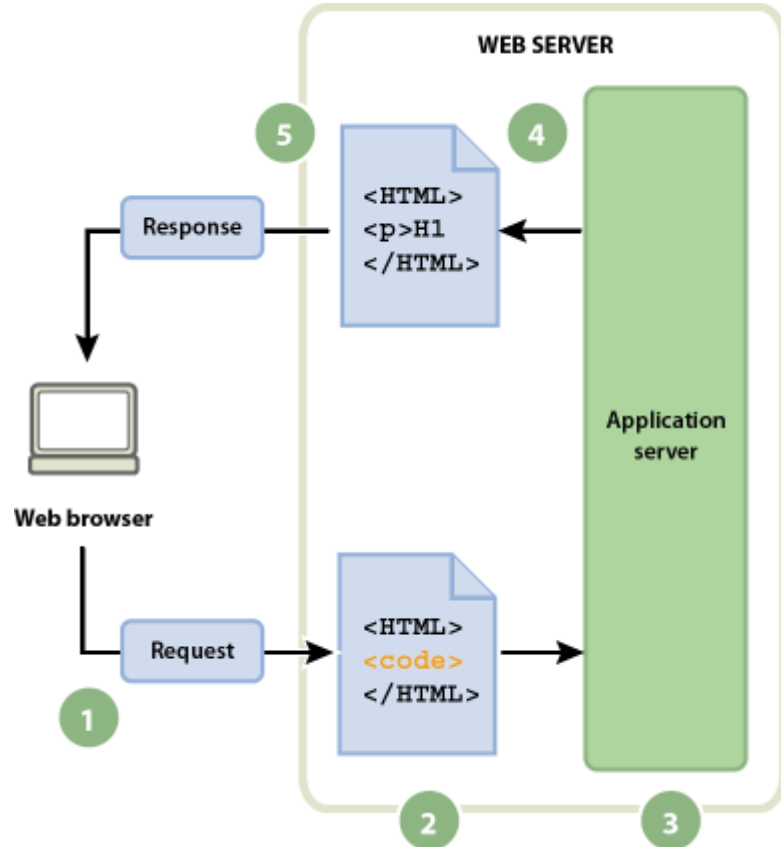 WEB SERVER
5
4
<HTML>
<p>H1
</HTML>
Response
Application
server
Web browser
<HTML>
<code>
</HTML>
Request
1
2
3